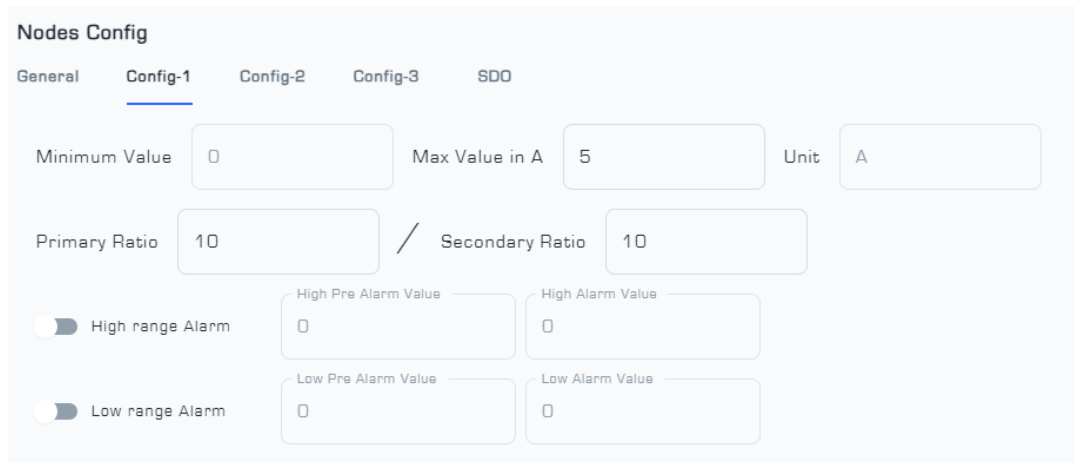 Nodes Config
General Config-1 Config-2 Config-3 SDO
Minimum Value 0 Max Value in A 5 Unit A
Primary Ratio 10 / Secondary Ratio 10
High Pre Alarm Value High Alarm Value
High range Alarm 0 0
Low Pre Alarm Value Low Alarm Value
Low range Alarm 0 0